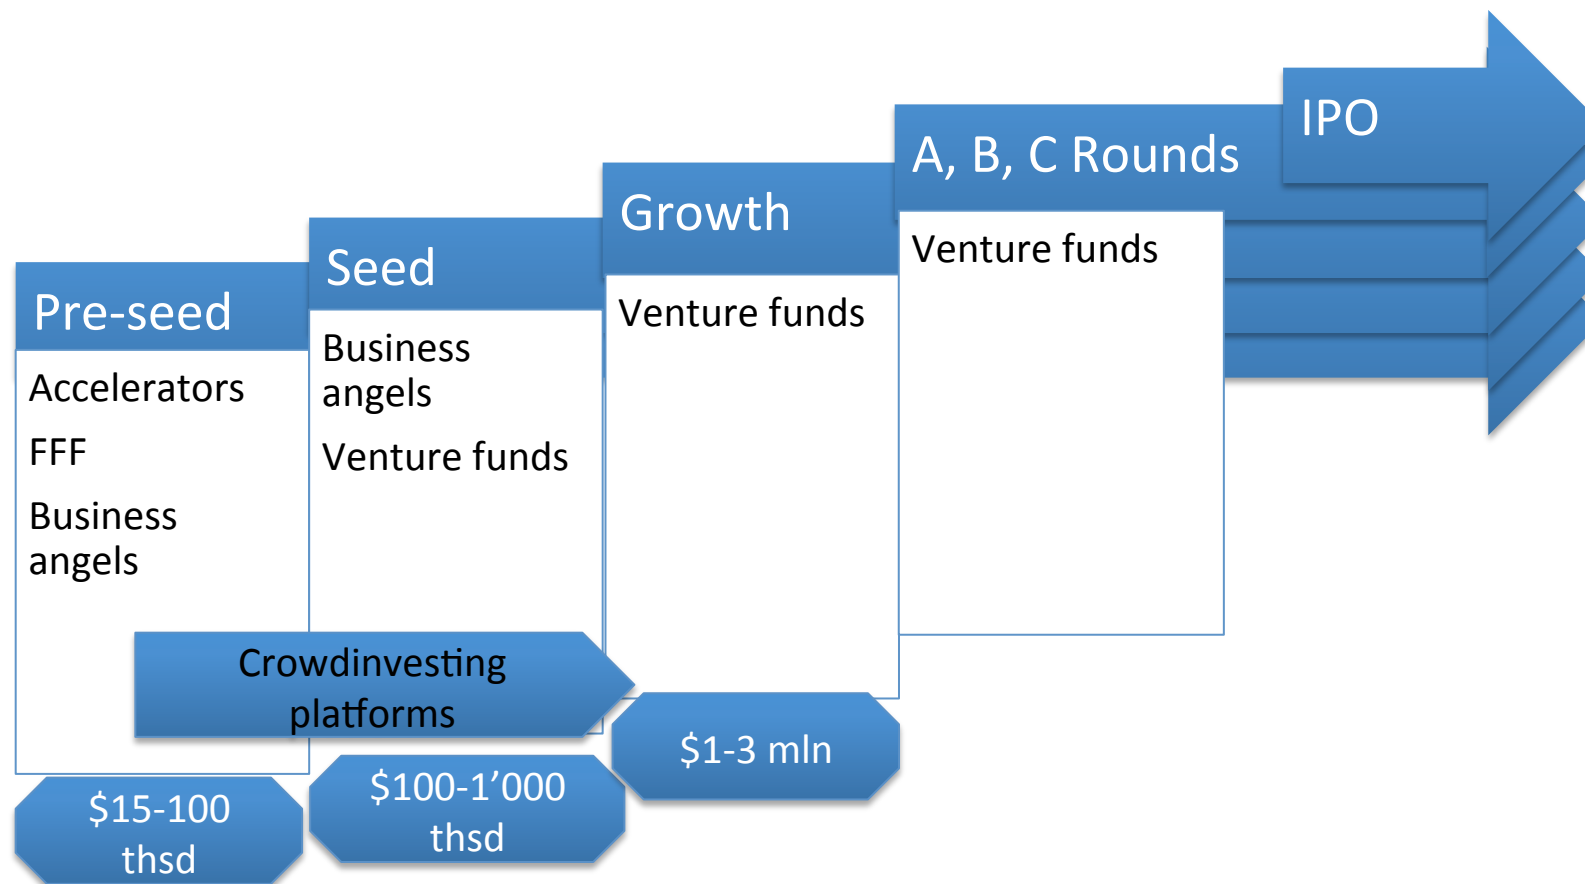 Pre-seed
Accelerators
FFF
Business
angels
$15-100
thsd
Seed
Business
angels
Venture funds
Crowdinvesting
platforms
$100-1’000
thsd
Growth
Venture funds
$1-3 mln
A, B, C Rounds
Venture funds
IPO